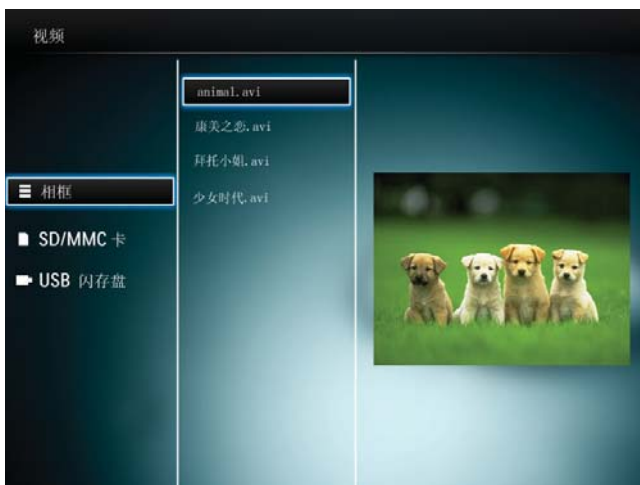 视频
相框
SD/MMC 卡
USB 闪存盘
animal.avi
康美之恋.avi
拜托小姐.avi
少女时代.avi